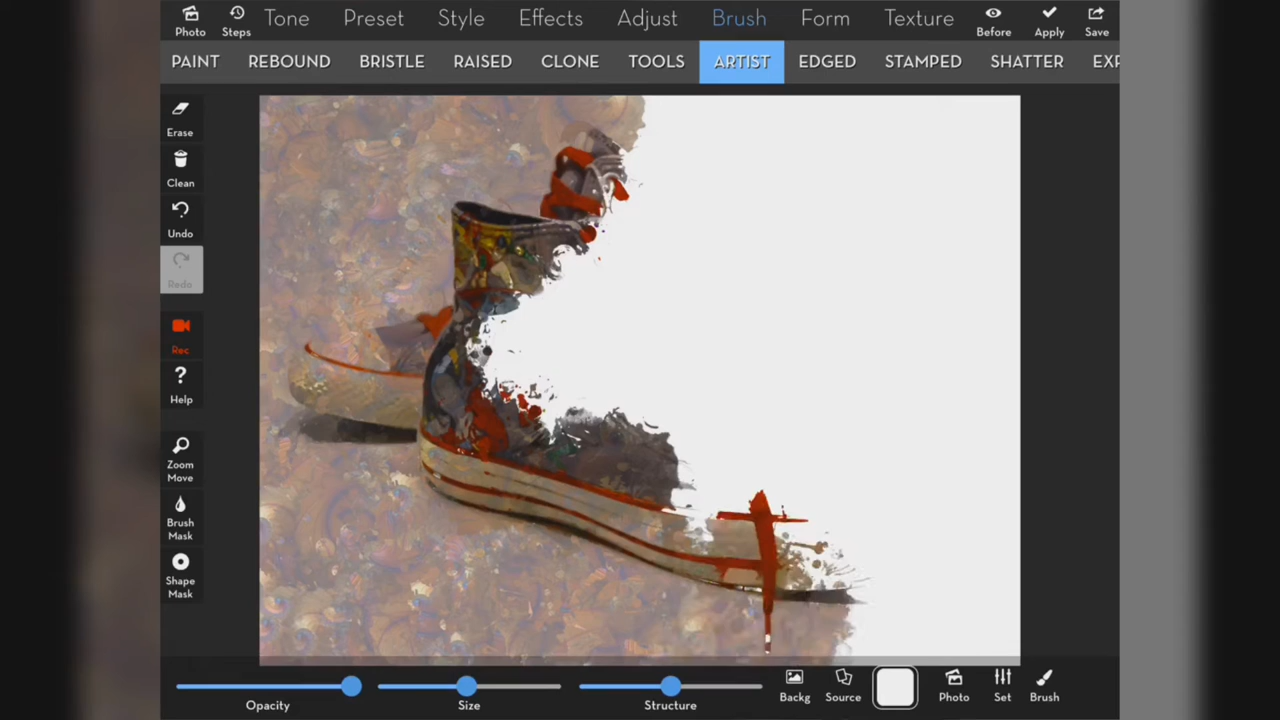 Photo Steps Tone Preset Style Effects Adjust Brush Form Texture Before Apply Save
PAINT REBOUND BRISTLE RAISED CLONE TOOLS ARTIST EDGED STAMPED SHATTER
Erase
Clean
Undo
Redo
Rec
Help
Zoom
Move
Brush
Mask
Shape
Mask
Opacity Size Structure Backg Source Photo Set Brush